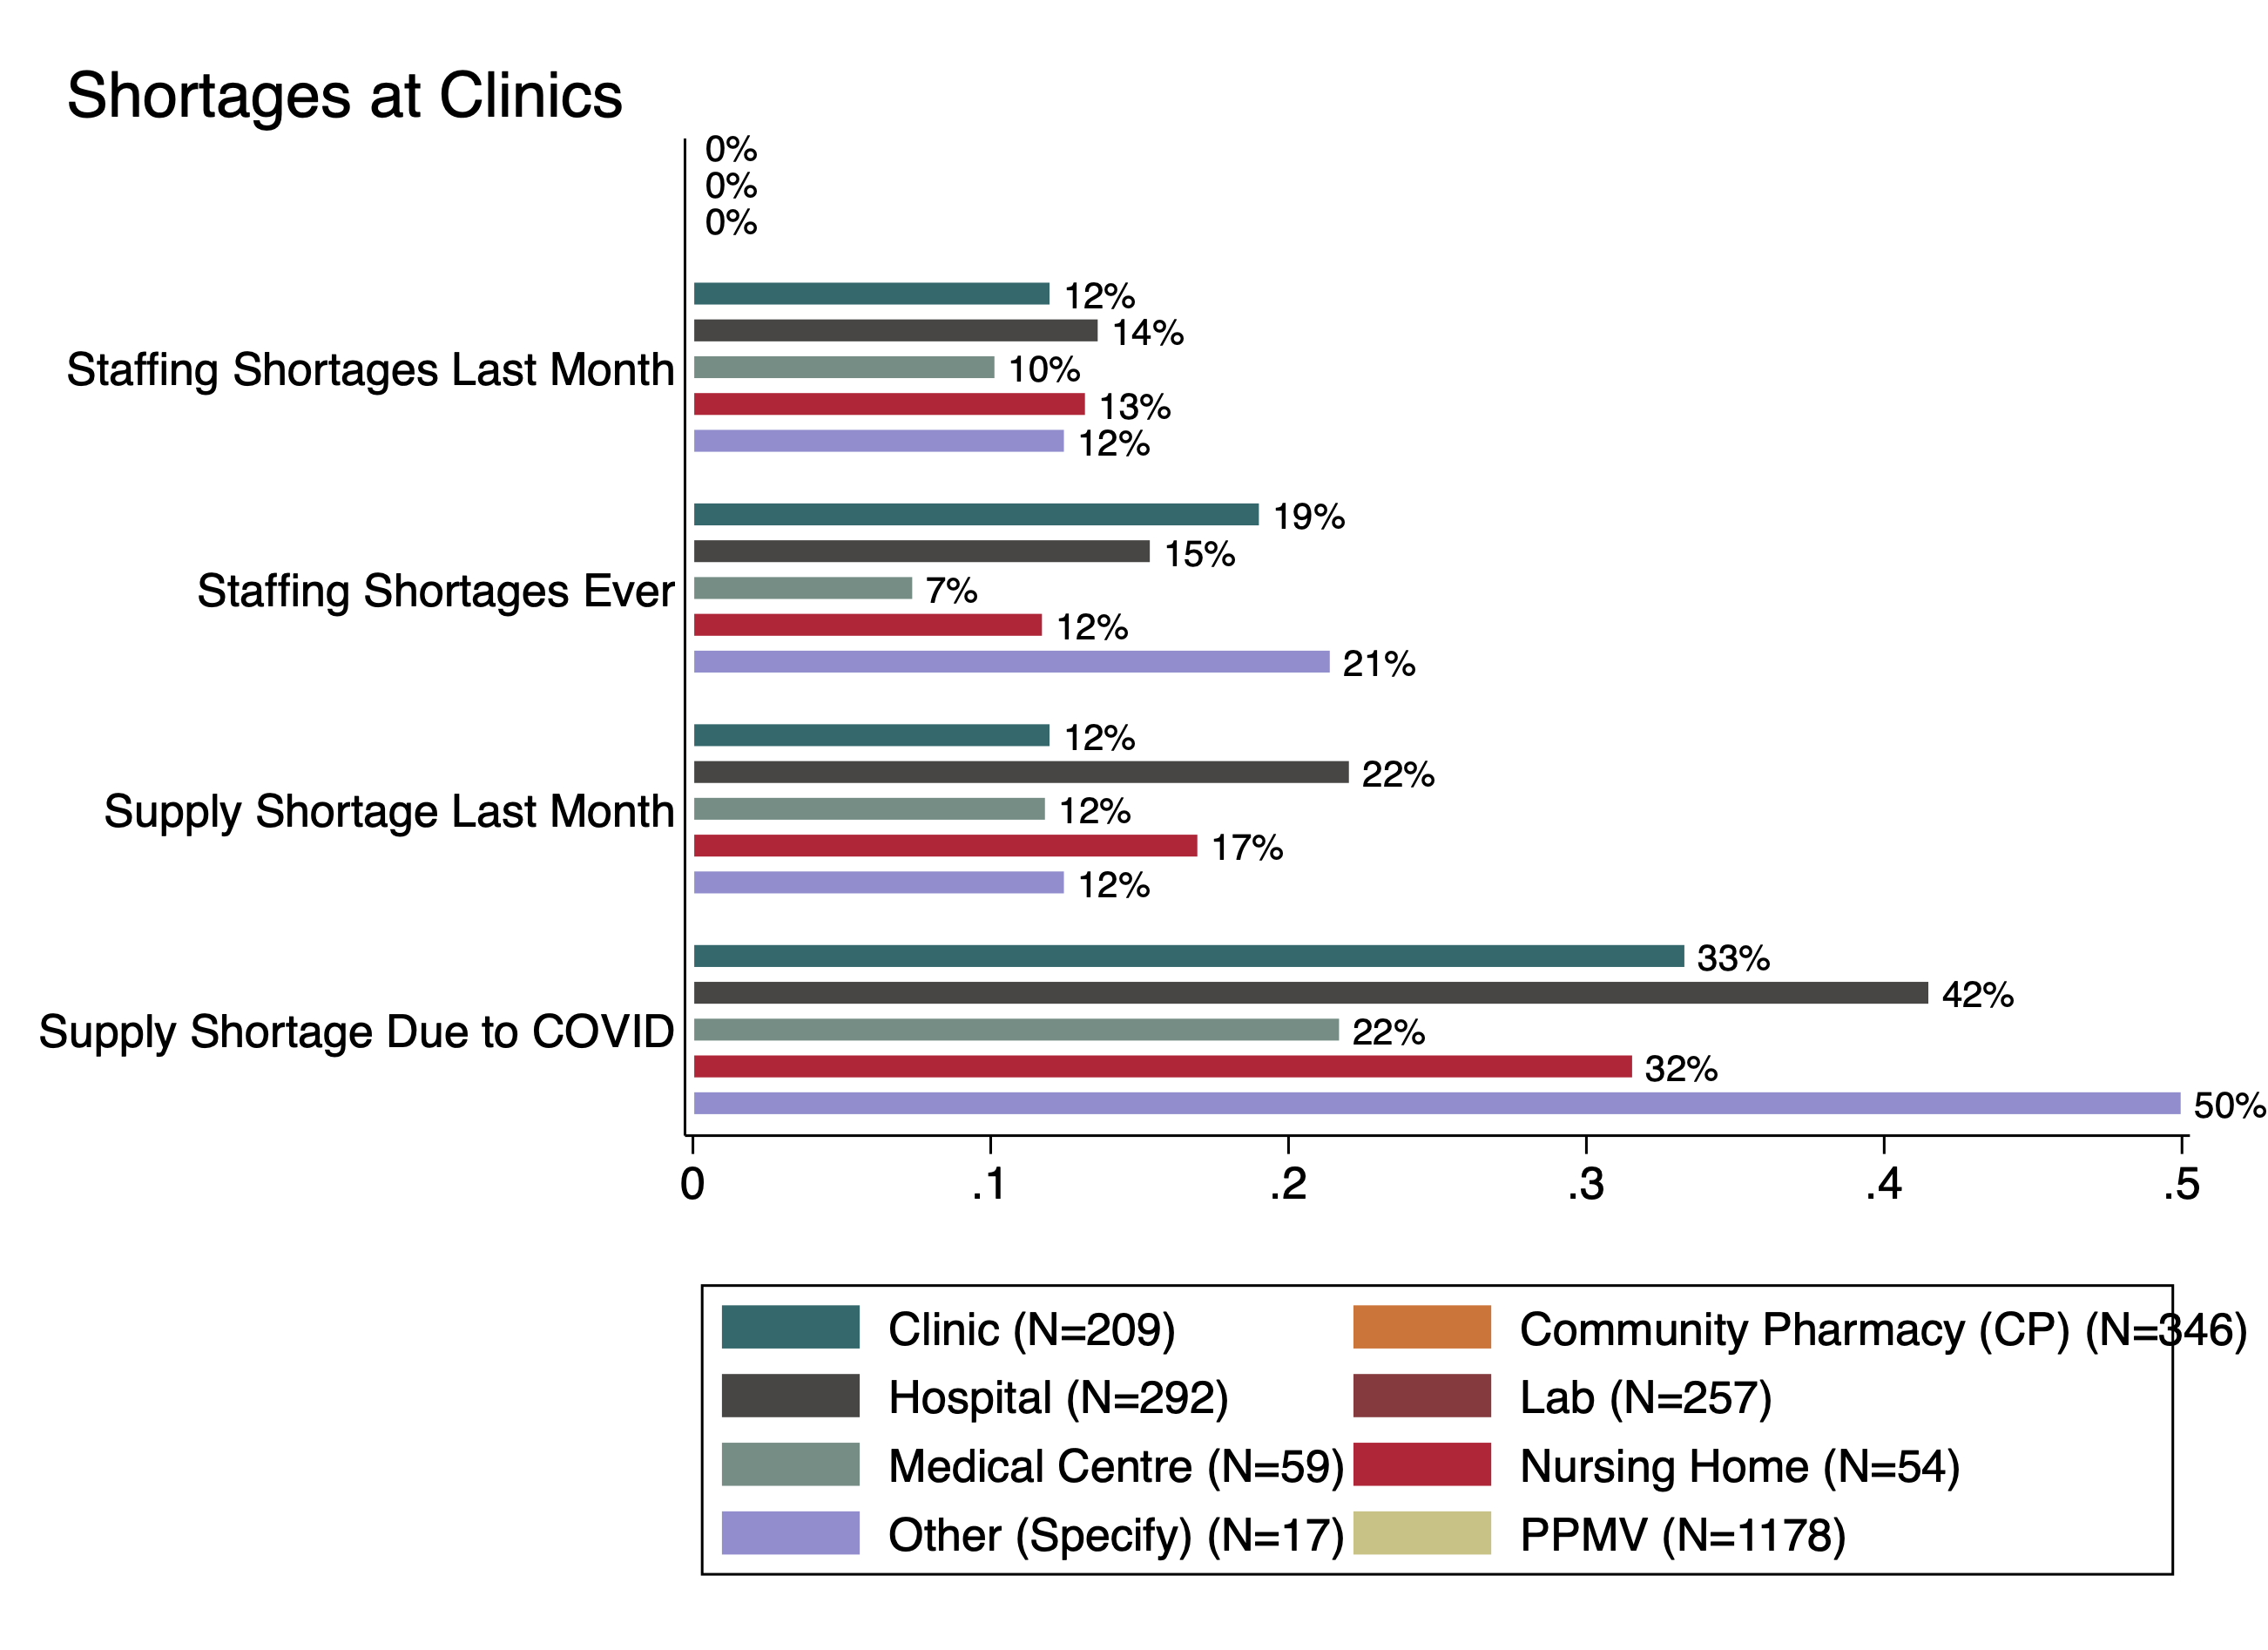 Shortages at Clinics
0%
0%
0%
Staffing Shortages Last Month
12%
14%
10%
13%
12%
Staffing Shortages Ever
19%
15%
7%
12%
21%
Supply Shortage Last Month
12%
22%
12%
17%
12%
Supply Shortage Due to COVID
33%
42%
22%
32%
50%
0 .1 .2 .3 .4 .5
Clinic (N=209) Community Pharmacy (CP) (N=346)
Hospital (N=292) Lab (N=257)
Medical Centre (N=59) Nursing Home (N=54)
Other (Specify) (N=17) PPMV (N=1178)